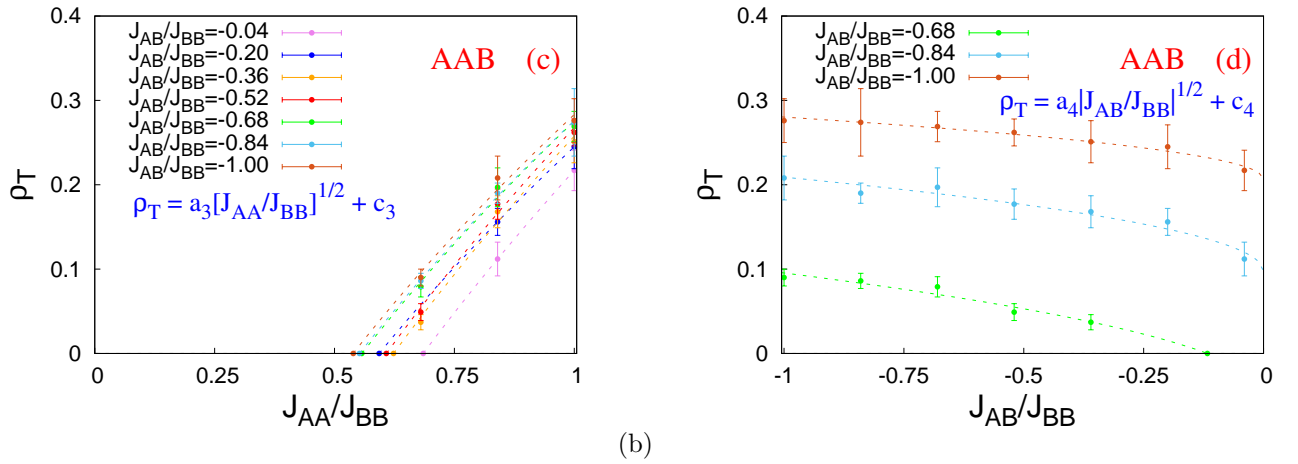 J_AB/J_BB=-0.04
J_AB/J_BB=-0.20
J_AB/J_BB=-0.36
J_AB/J_BB=-0.52
J_AB/J_BB=-0.68
J_AB/J_BB=-0.84
J_AB/J_BB=-1.00
AAB (c)
ρ_T = a_3[J_AA/J_BB]^{1/2} + c_3
ρ_T
0.4
0.3
0.2
0.1
0
0 0.25 0.5 0.75 1
J_AA/J_BB
J_AB/J_BB=-0.68
J_AB/J_BB=-0.84
J_AB/J_BB=-1.00
AAB (d)
ρ_T = a_4|J_AB/J_BB|^{1/2} + c_4
ρ_T
0.4
0.3
0.2
0.1
0
-1 -0.75 -0.5 -0.25 0
J_AB/J_BB
(b)